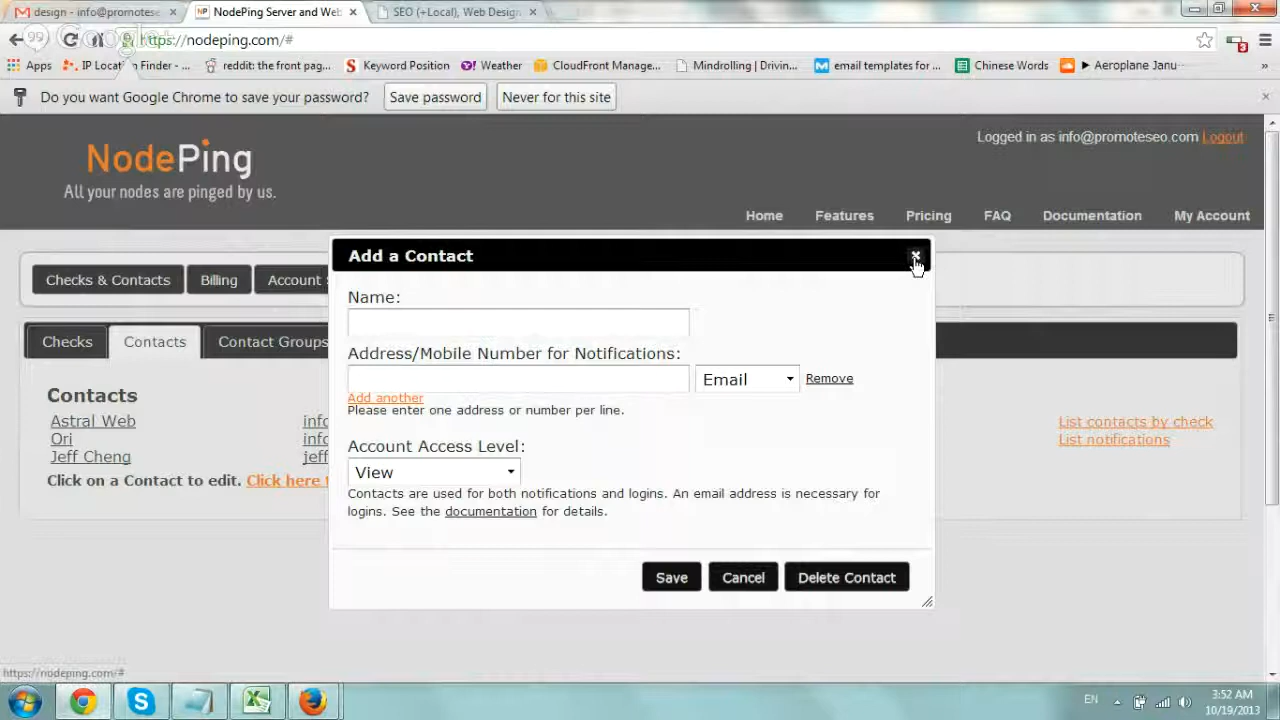 design - info@promotese
NodePing Server and Web
SEO (+Local), Web Desig
https://nodeping.com/#
Apps
IP Location Finder - ...
reddit: the front pag...
Keyword Position
Weather
CloudFront Manage...
Mindrolling | Drivin...
email templates for ...
Chinese Words
► Aeroplane Janu
»
Do you want Google Chrome to save your password?
Save password
Never for this site
Logged in as info@promoteseo.com Logout
NodePing
All your nodes are pinged by us.
Home
Features
Pricing
FAQ
Documentation
My Account
Add a Contact
Checks & Contacts
Billing
Account
Name:
Checks
Contacts
Contact Groups
Address/Mobile Number for Notifications:
Email
Remove
Add another
Please enter one address or number per line.
Contacts
Astral Web
info
Ori
info
Jeff Cheng
jeff
Click on a Contact to edit. Click here
List contacts by check
List notifications
Account Access Level:
View
Contacts are used for both notifications and logins. An email address is necessary for
logins. See the documentation for details.
Save
Cancel
Delete Contact
https://nodeping.com/#
EN
3:52 AM
10/19/2013